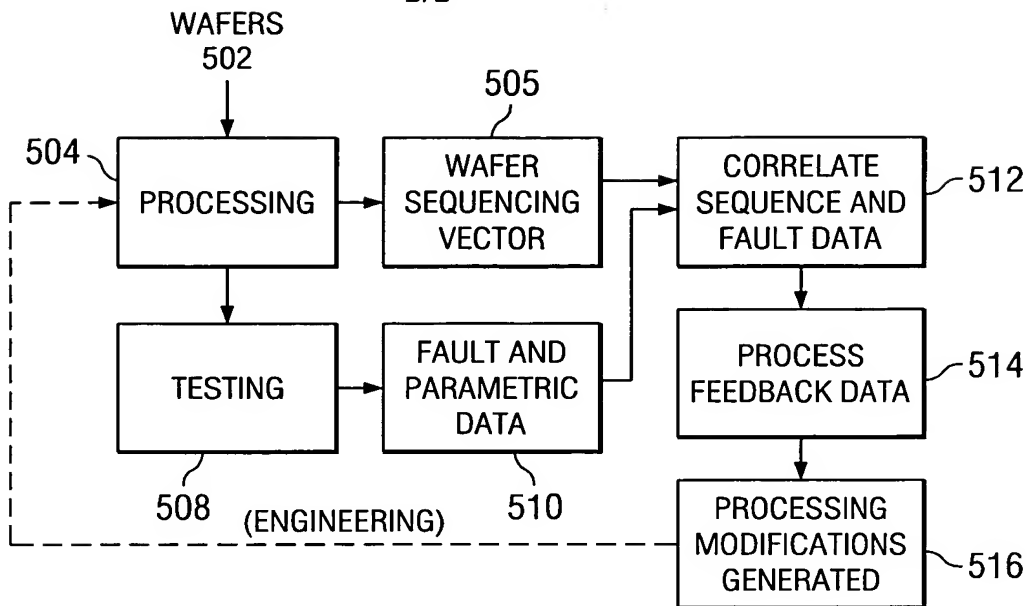 WAFERS
502
504
PROCESSING
505
WAFER
SEQUENCING
VECTOR
CORRELATE
SEQUENCE AND
FAULT DATA
512
TESTING
508
FAULT AND
PARAMETRIC
DATA
510
PROCESS
FEEDBACK DATA
514
(ENGINEERING)
PROCESSING
MODIFICATIONS
GENERATED
516